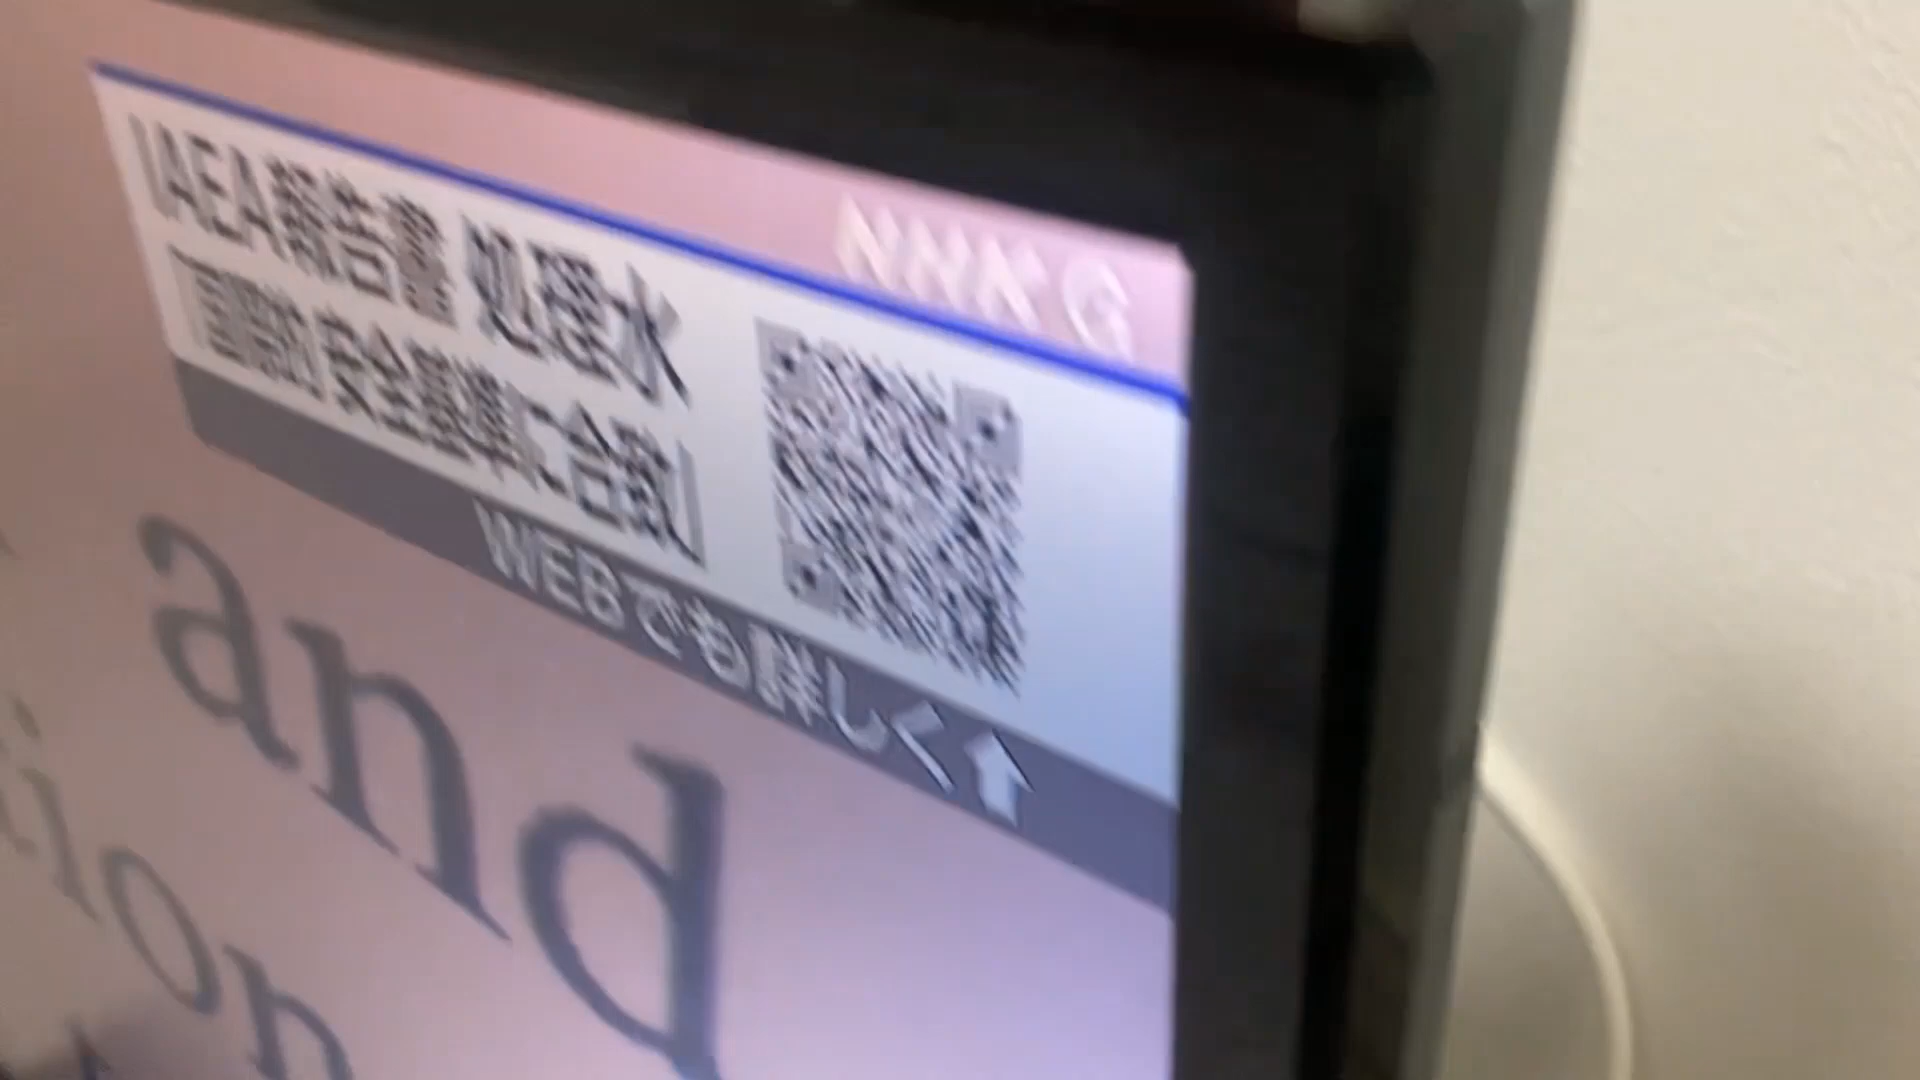 NHK G
IAEA報告書 処理水
「国際的安全基準に合致」
WEBでも詳しく↑
and
tion